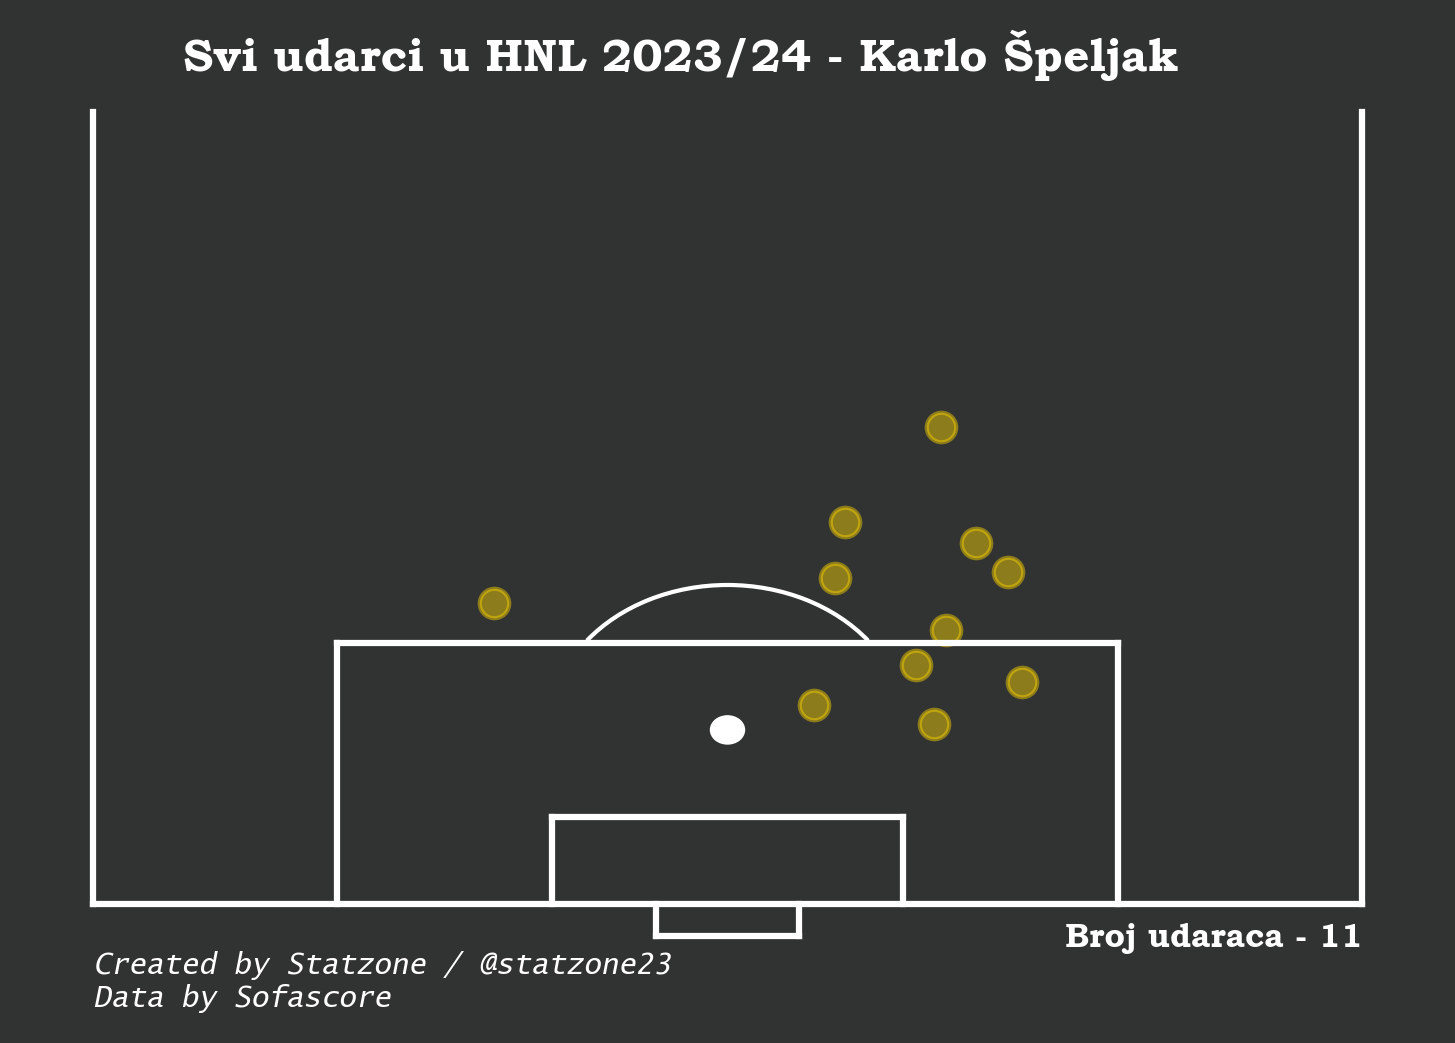 Svi udarci u HNL 2023/24 - Karlo Špeljak
Broj udaraca - 11
Created by Statzone / @statzone23
Data by Sofascore